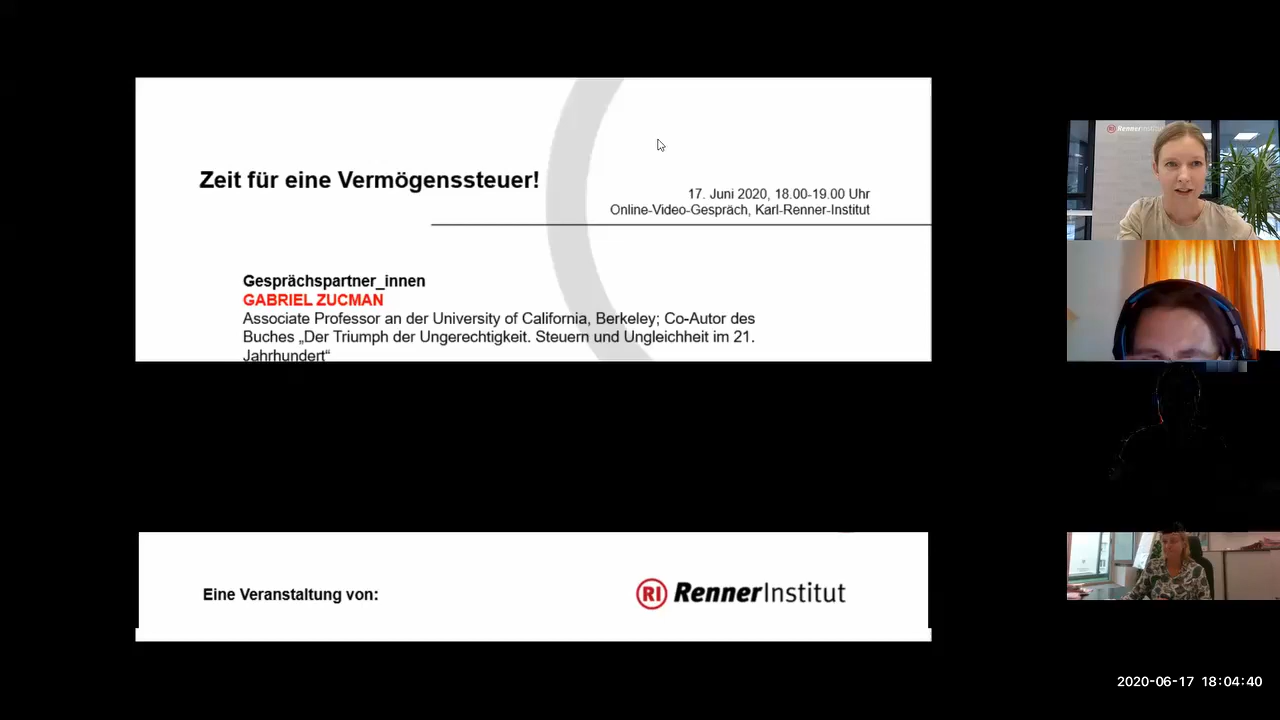 Zeit für eine Vermögenssteuer!
17. Juni 2020, 18.00-19.00 Uhr
Online-Video-Gespräch, Karl-Renner-Institut
Gesprächspartner_innen
GABRIEL ZUCMAN
Associate Professor an der University of California, Berkeley; Co-Autor des
Buches „Der Triumph der Ungerechtigkeit. Steuern und Ungleichheit im 21.
Jahrhundert“
Eine Veranstaltung von:
RI RennerInstitut
RI RennerInstitut
2020-06-17 18:04:40